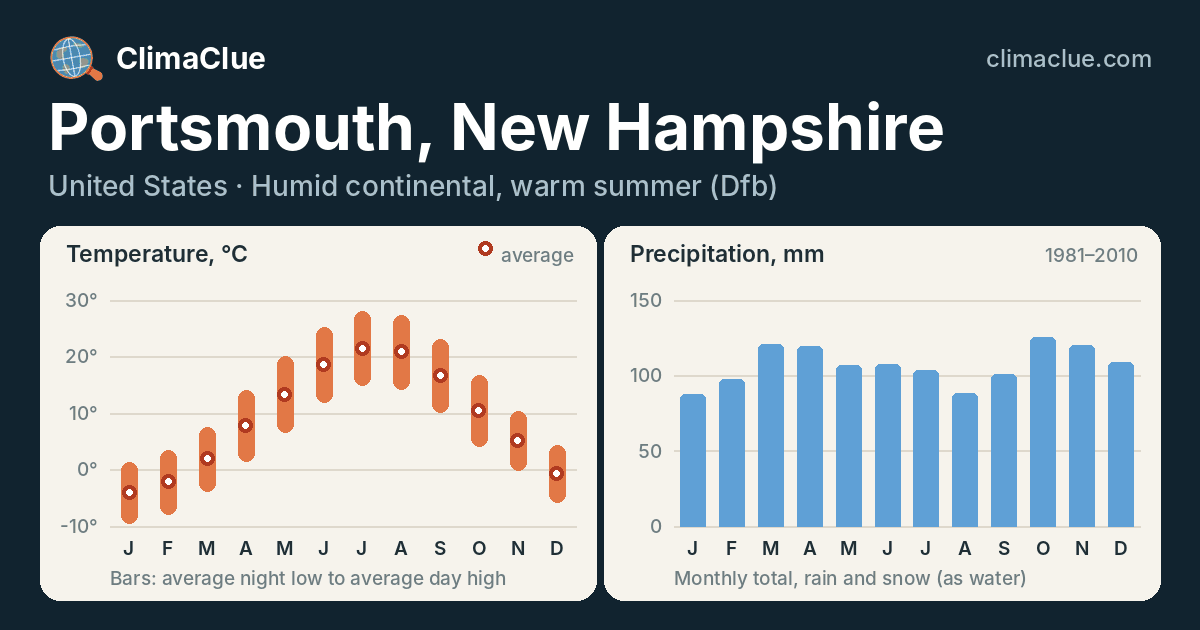 ClimaClue
climaclue.com
Portsmouth, New Hampshire
United States · Humid continental, warm summer (Dfb)
Temperature, °C
average
30°
20°
10°
0°
-10°
J F M A M J J A S O N D
Bars: average night low to average day high
Precipitation, mm
1981–2010
150
100
50
0
J F M A M J J A S O N D
Monthly total, rain and snow (as water)